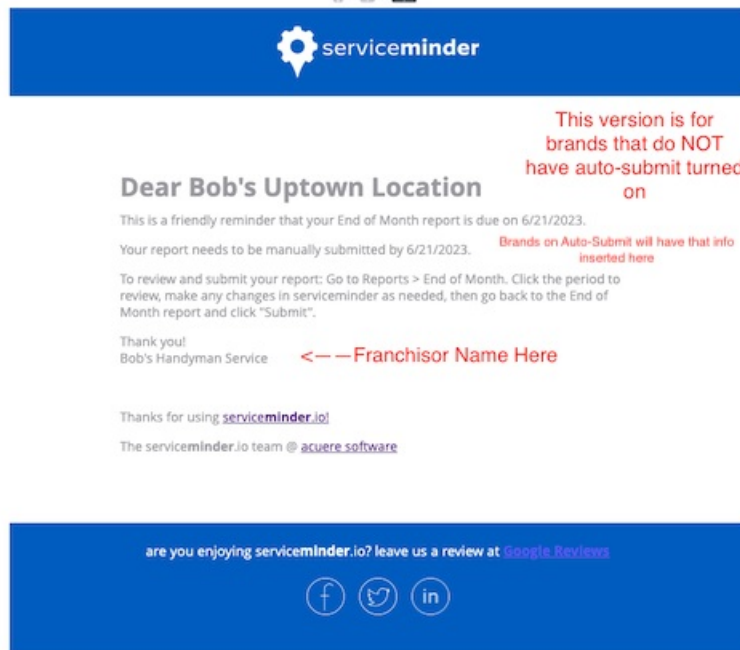 serviceminder
This version is for
brands that do NOT
have auto-submit turned
on
Dear Bob's Uptown Location
This is a friendly reminder that your End of Month report is due on 6/21/2023.
Your report needs to be manually submitted by 6/21/2023.
Brands on Auto-Submit will have that info
inserted here
To review and submit your report: Go to Reports > End of Month. Click the period to
review, make any changes in serviceminder as needed, then go back to the End of
Month report and click "Submit".
Thank you!
Bob's Handyman Service
<——Franchisor Name Here
Thanks for using serviceminder.io!
The serviceminder.io team @ acuere software
are you enjoying serviceminder.io? leave us a review at Google Reviews
f
in